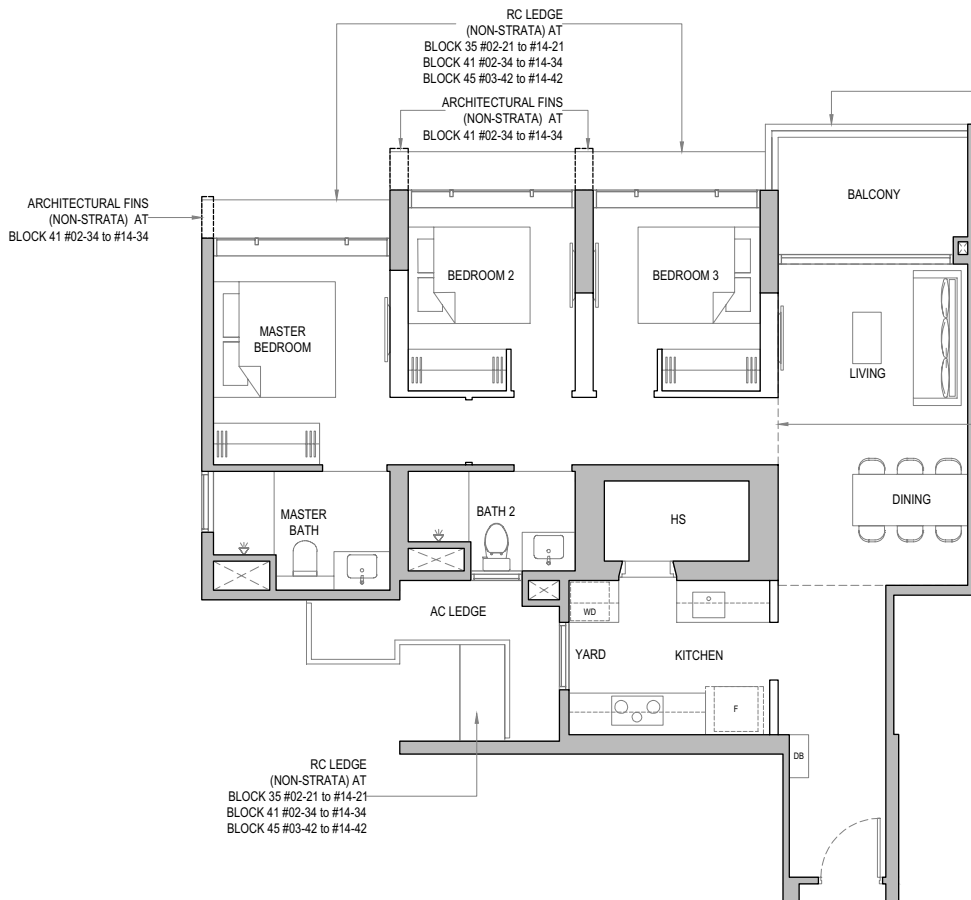 RC LEDGE
(NON-STRATA) AT
BLOCK 35 #02-21 to #14-21
BLOCK 41 #02-34 to #14-34
BLOCK 45 #03-42 to #14-42
ARCHITECTURAL FINS
(NON-STRATA) AT
BLOCK 41 #02-34 to #14-34
ARCHITECTURAL FINS
(NON-STRATA) AT
BLOCK 41 #02-34 to #14-34
BALCONY
BEDROOM 2
BEDROOM 3
MASTER
BEDROOM
LIVING
DINING
MASTER
BATH
BATH 2
HS
AC LEDGE
WD
YARD
KITCHEN
F
DB
RC LEDGE
(NON-STRATA) AT
BLOCK 35 #02-21 to #14-21
BLOCK 41 #02-34 to #14-34
BLOCK 45 #03-42 to #14-42